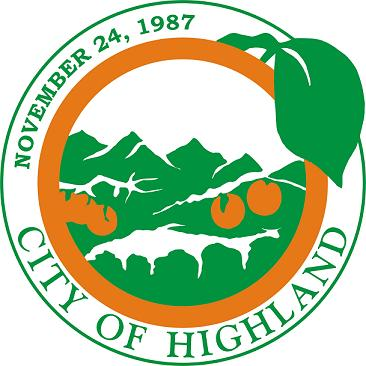 NOVEMBER 24, 1987
CITY OF HIGHLAND